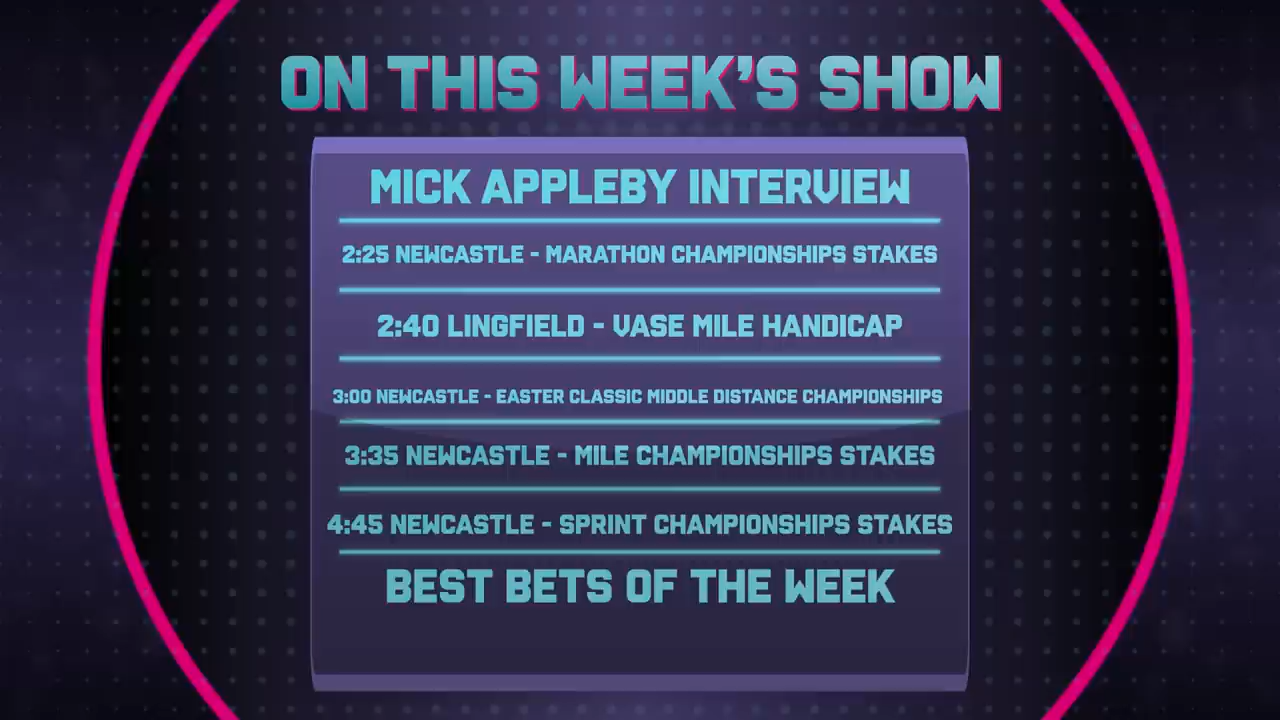 ON THIS WEEK'S SHOW
MICK APPLEBY INTERVIEW
2:25 NEWCASTLE - MARATHON CHAMPIONSHIPS STAKES
2:40 LINGFIELD - VASE MILE HANDICAP
3:00 NEWCASTLE - EASTER CLASSIC MIDDLE DISTANCE CHAMPIONSHIPS
3:35 NEWCASTLE - MILE CHAMPIONSHIPS STAKES
4:45 NEWCASTLE - SPRINT CHAMPIONSHIPS STAKES
BEST BETS OF THE WEEK